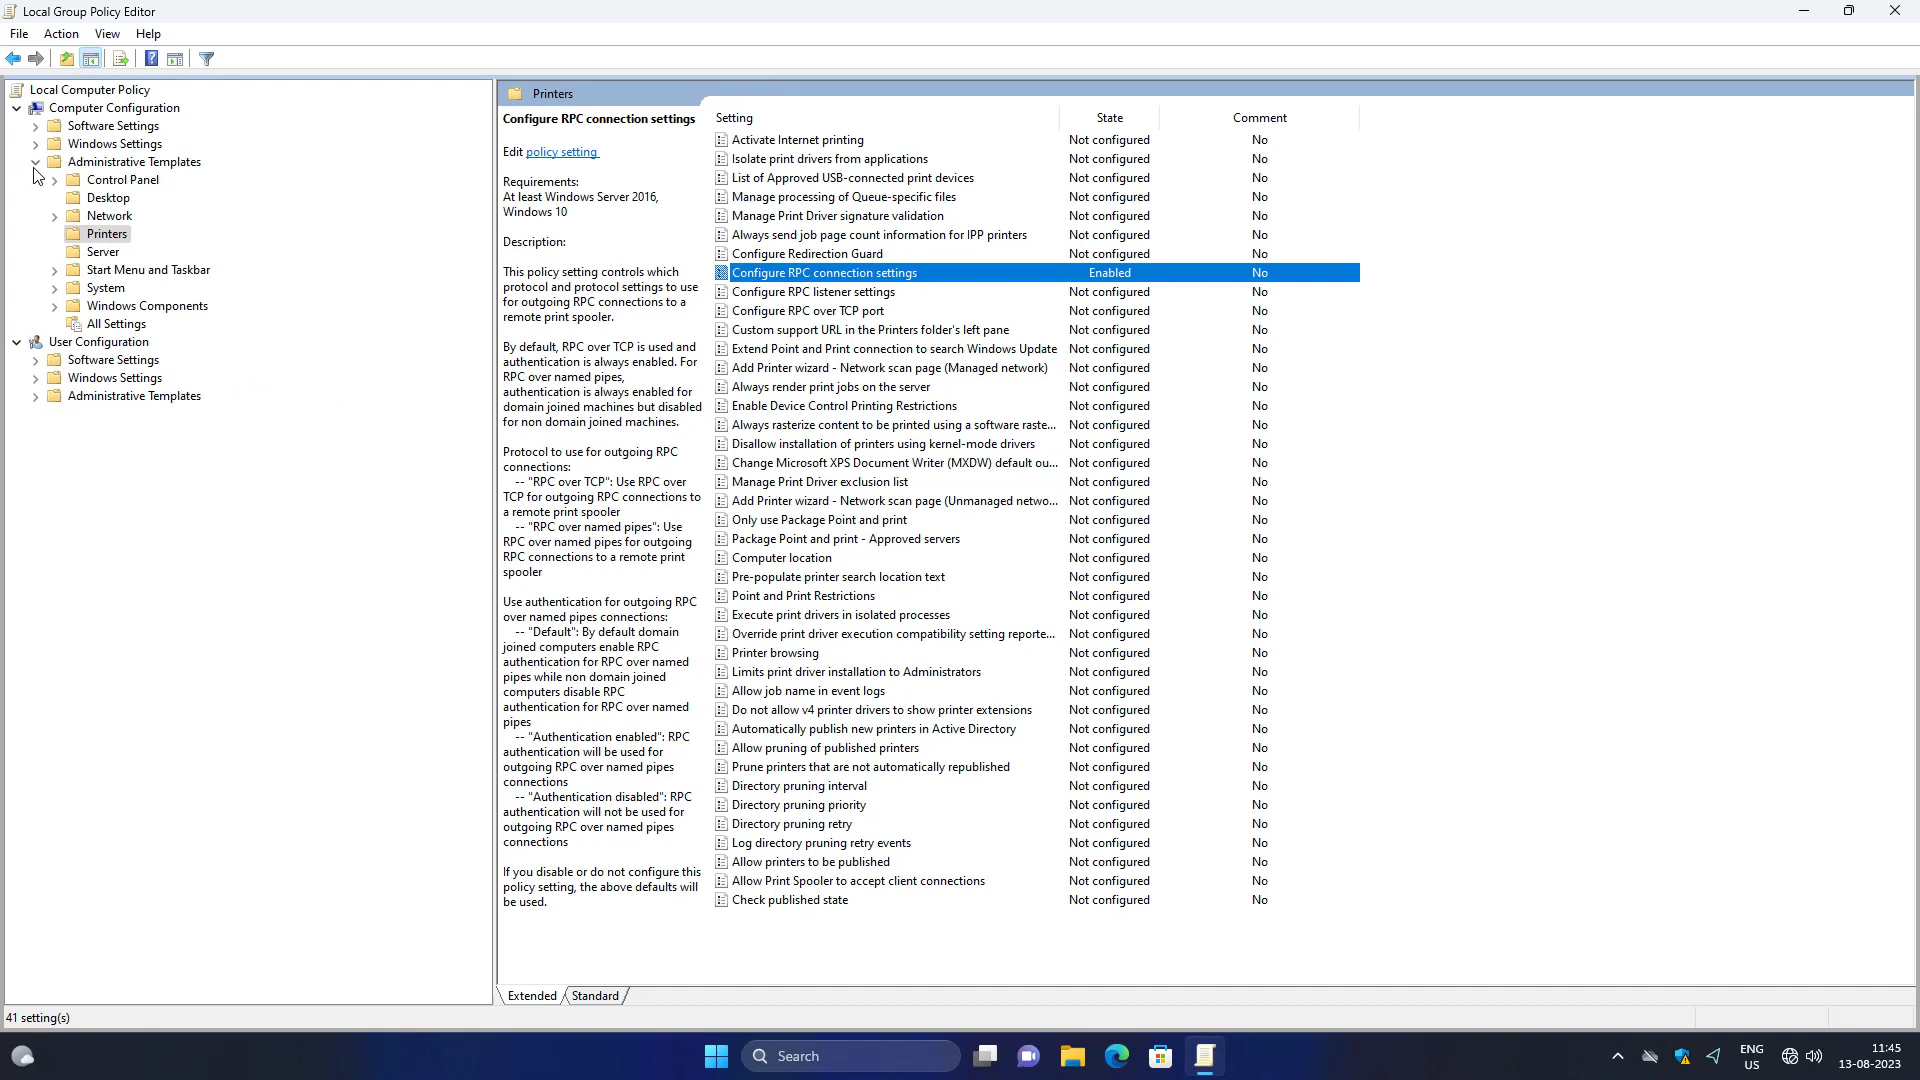 Local Group Policy Editor
File Action View Help
Local Computer Policy
Computer Configuration
Software Settings
Windows Settings
Administrative Templates
Control Panel
Desktop
Network
Printers
Server
Start Menu and Taskbar
System
Windows Components
All Settings
User Configuration
Software Settings
Windows Settings
Administrative Templates
Printers
Configure RPC connection settings
Edit policy setting
Requirements:
At least Windows Server 2016,
Windows 10
Description:
This policy setting controls which
protocol and protocol settings to use
for outgoing RPC connections to a
remote print spooler.
By default, RPC over TCP is used and
authentication is always enabled. For
RPC over named pipes,
authentication is always enabled for
domain joined machines but disabled
for non domain joined machines.
Protocol to use for outgoing RPC
connections:
-- "RPC over TCP": Use RPC over
TCP for outgoing RPC connections to
a remote print spooler
-- "RPC over named pipes": Use
RPC over named pipes for outgoing
RPC connections to a remote print
spooler
Use authentication for outgoing RPC
over named pipes connections:
-- "Default": By default domain
joined computers enable RPC
authentication for RPC over named
pipes while non domain joined
computers disable RPC
authentication for RPC over named
pipes
-- "Authentication enabled": RPC
authentication will be used for
outgoing RPC over named pipes
connections
-- "Authentication disabled": RPC
authentication will not be used for
outgoing RPC over named pipes
connections
If you disable or do not configure this
policy setting, the above defaults will
be used.
Setting State Comment
Activate Internet printing Not configured No
Isolate print drivers from applications Not configured No
List of Approved USB-connected print devices Not configured No
Manage processing of Queue-specific files Not configured No
Manage Print Driver signature validation Not configured No
Always send job page count information for IPP printers Not configured No
Configure Redirection Guard Not configured No
Configure RPC connection settings Enabled No
Configure RPC listener settings Not configured No
Configure RPC over TCP port Not configured No
Custom support URL in the Printers folder's left pane Not configured No
Extend Point and Print connection to search Windows Update Not configured No
Add Printer wizard - Network scan page (Managed network) Not configured No
Always render print jobs on the server Not configured No
Enable Device Control Printing Restrictions Not configured No
Always rasterize content to be printed using a software raste... Not configured No
Disallow installation of printers using kernel-mode drivers Not configured No
Change Microsoft XPS Document Writer (MXDW) default ou... Not configured No
Manage Print Driver exclusion list Not configured No
Add Printer wizard - Network scan page (Unmanaged netwo... Not configured No
Only use Package Point and print Not configured No
Package Point and print - Approved servers Not configured No
Computer location Not configured No
Pre-populate printer search location text Not configured No
Point and Print Restrictions Not configured No
Execute print drivers in isolated processes Not configured No
Override print driver execution compatibility setting reporte... Not configured No
Printer browsing Not configured No
Limits print driver installation to Administrators Not configured No
Allow job name in event logs Not configured No
Do not allow v4 printer drivers to show printer extensions Not configured No
Automatically publish new printers in Active Directory Not configured No
Allow pruning of published printers Not configured No
Prune printers that are not automatically republished Not configured No
Directory pruning interval Not configured No
Directory pruning priority Not configured No
Directory pruning retry Not configured No
Log directory pruning retry events Not configured No
Allow printers to be published Not configured No
Allow Print Spooler to accept client connections Not configured No
Check published state Not configured No
Extended Standard
41 setting(s)
Search
ENG
US
11:45
13-08-2023